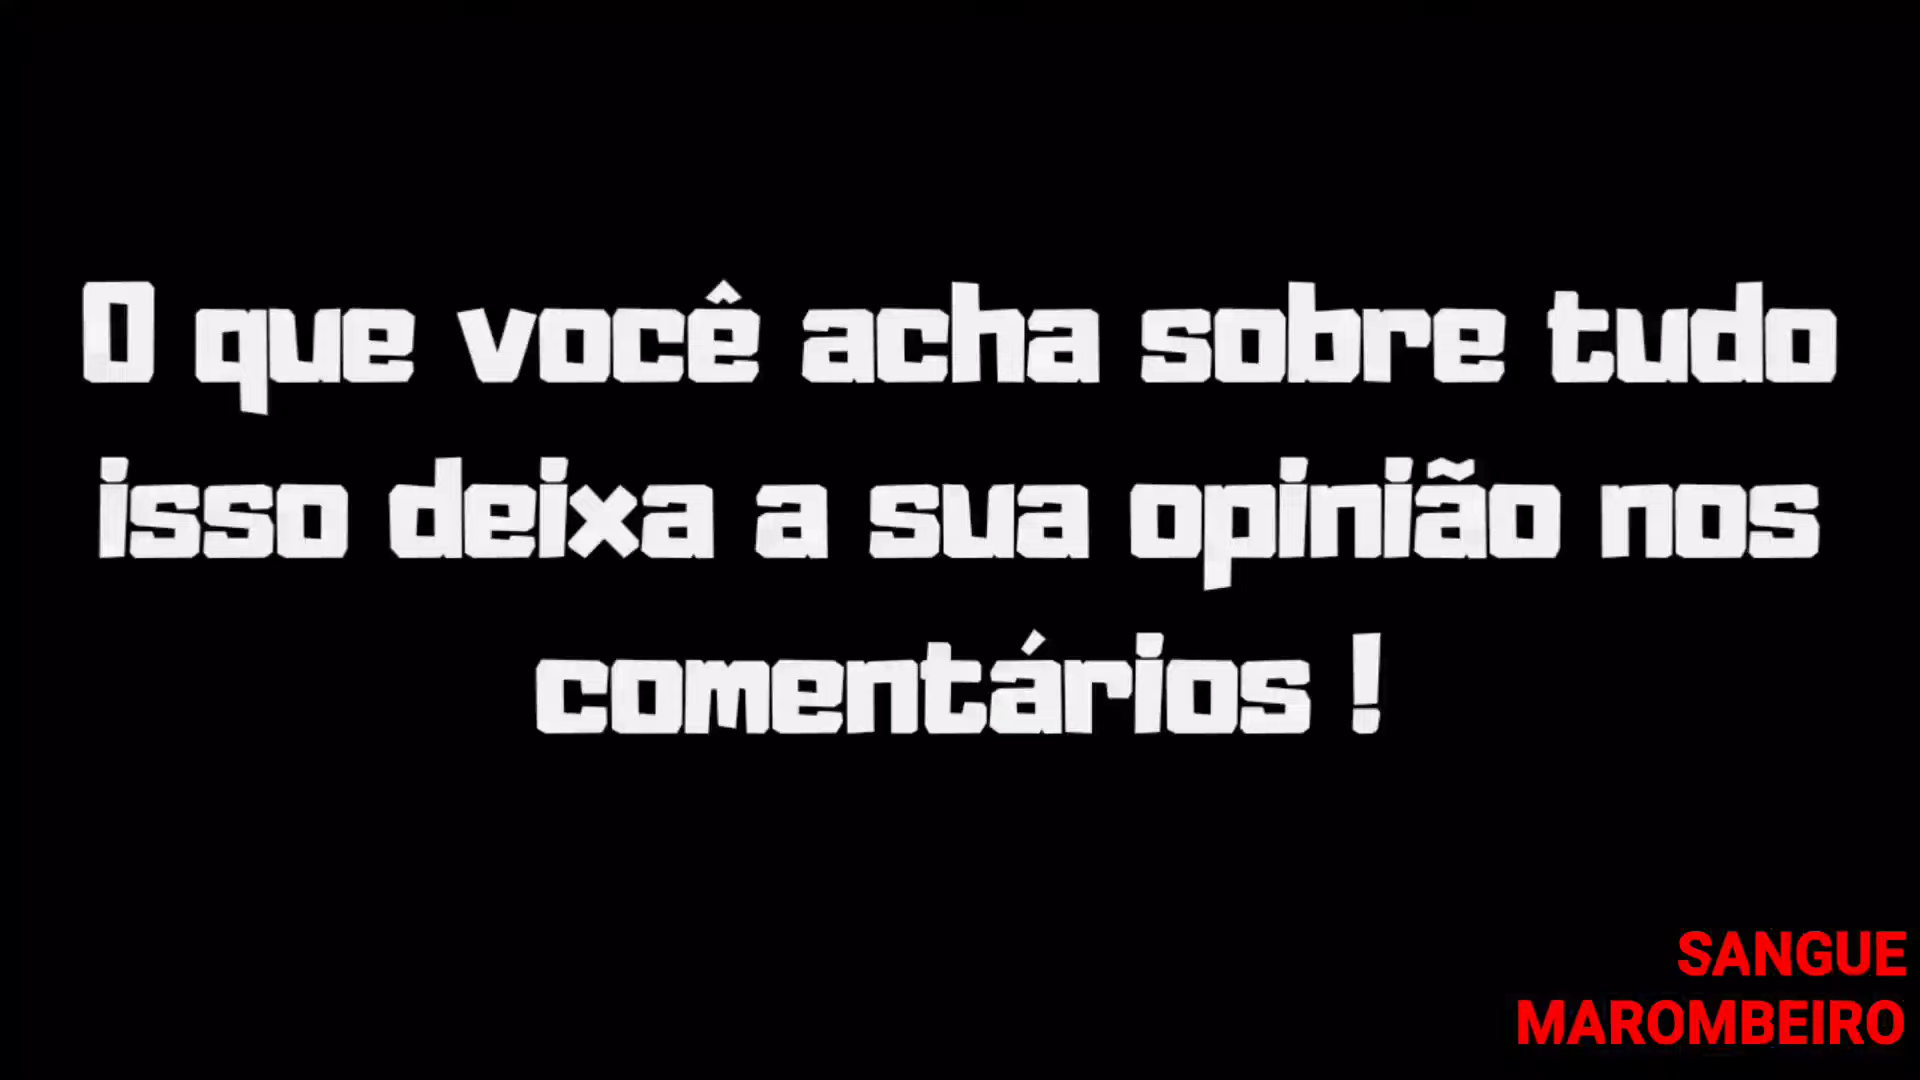 O que você acha sobre tudo
isso deixa a sua opinião nos
comentários !
SANGUE
MAROMBEIRO